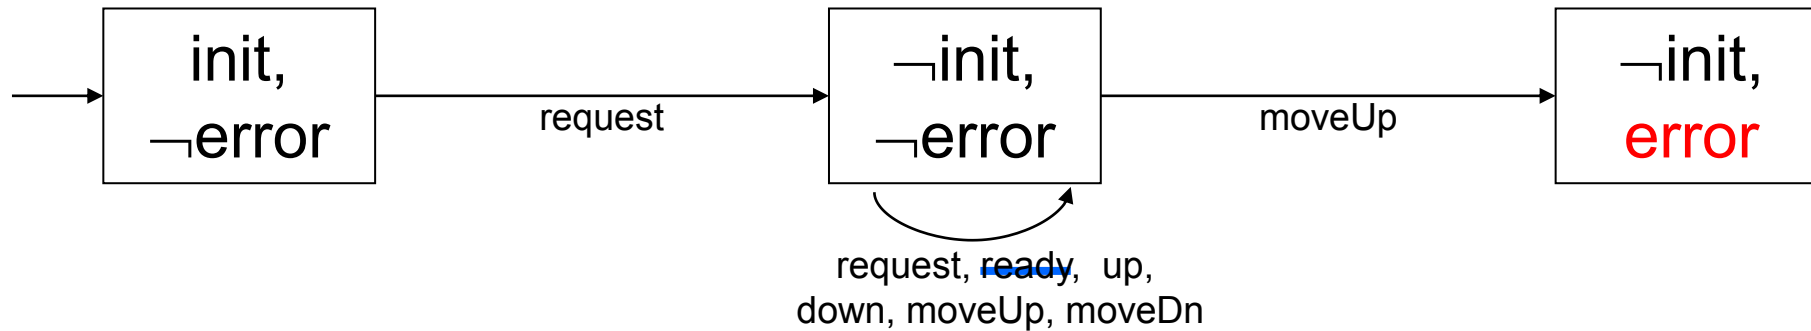 init,
¬error
request
¬init,
¬error
moveUp
¬init,
error
request, ready, up,
down, moveUp, moveDn